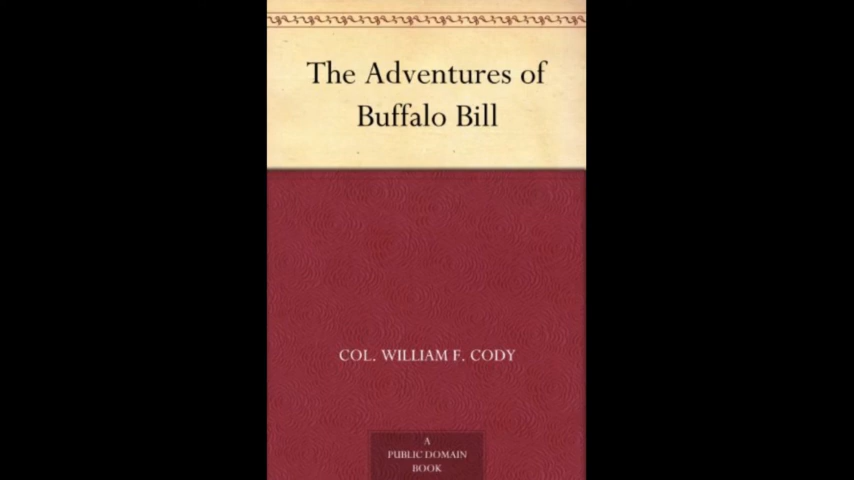 The Adventures of
Buffalo Bill
COL. WILLIAM F. CODY
A
PUBLIC DOMAIN
BOOK